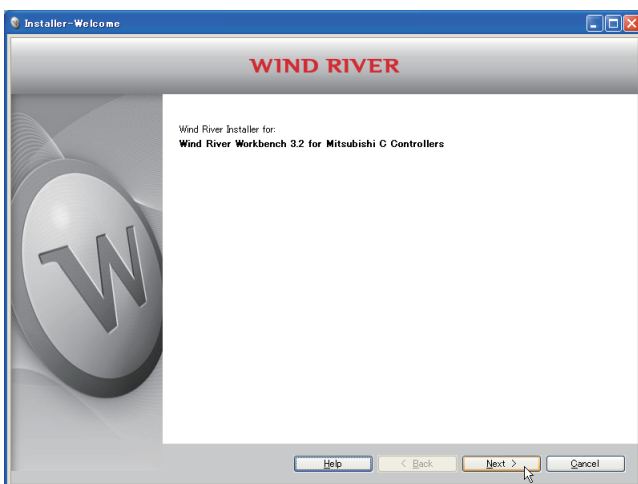 Installer-Welcome
WIND RIVER
Wind River Installer for:
Wind River Workbench 3.2 for Mitsubishi C Controllers
W
Help
< Back
Next >
Cancel